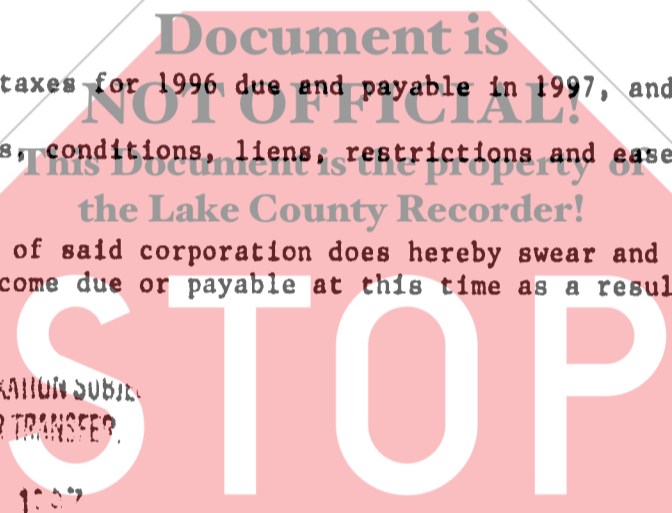 Document is
taxes for 1996 due and payable in 1997, and
NOT OFFICIAL!
s, conditions, liens, restrictions and ease
This Document is the property of
the Lake County Recorder!
of said corporation does hereby swear and
come due or payable at this time as a resul
STOP
TRANSFER